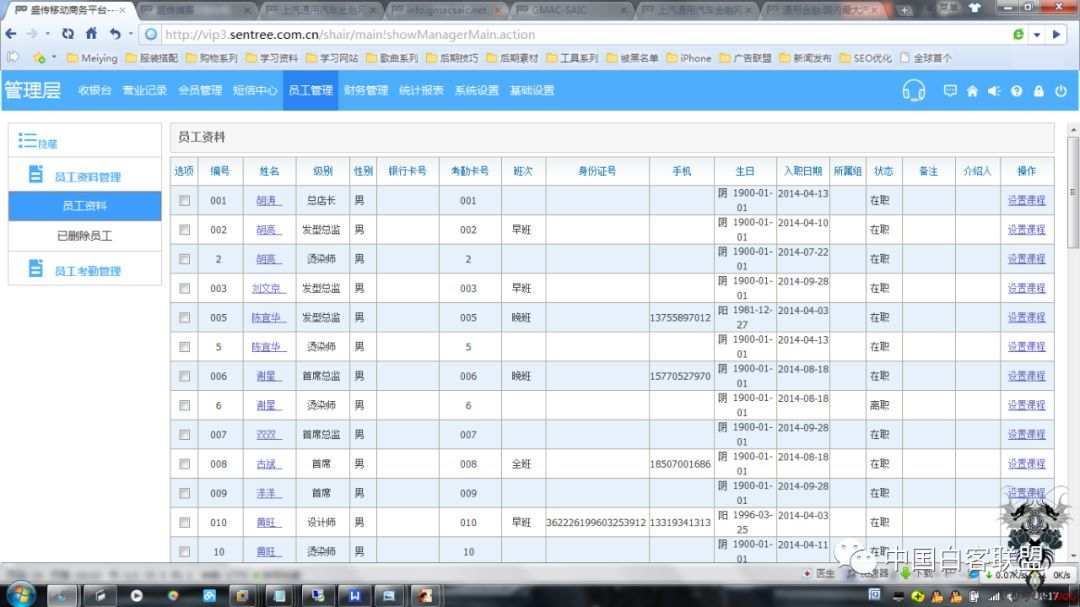 盛传移动商务平台--- 盛传博客 上汽通用汽车金融 info.gmacsaic.net GMAC-SAIC 上汽通用汽车金融 通用金融,国内最大 菜单
http://vip3.sentree.com.cn/shair/main!showManagerMain.action
Meiying 服装搭配 购物系列 学习资料 学习网站 歌曲系列 后期技巧 后期素材 工具系列 被黑名单 iPhone 广告联盟 新闻发布 SEO优化 全球首个
管理层 收银台 营业记录 会员管理 短信中心 员工管理 财务管理 统计报表 系统设置 基础设置
隐藏
员工资料管理
员工资料
已删除员工
员工考勤管理
员工资料
选项 编号 姓名 级别 性别 银行卡号 考勤卡号 班次 身份证号 手机 生日 入职日期 所属组 状态 备注 介绍人 操作
001 胡涛 总店长 男 001 阴 1900-01-01 2014-04-13 在职 设置课程
002 胡亮 发型总监 男 002 早班 阴 1900-01-01 2014-04-10 在职 设置课程
2 胡亮 烫染师 男 2 阴 1900-01-01 2014-07-22 在职 设置课程
003 刘文京 发型总监 男 003 早班 阴 1900-01-01 2014-09-28 在职 设置课程
005 陈宜华 发型总监 男 005 晚班 13755897012 阳 1981-12-27 2014-04-03 在职 设置课程
5 陈宜华 烫染师 男 5 阴 1900-01-01 2014-04-13 在职 设置课程
006 谢星 首席总监 男 006 晚班 15770527970 阴 1900-01-01 2014-08-18 在职 设置课程
6 谢星 烫染师 男 6 阴 1900-01-01 2014-08-18 离职 设置课程
007 双双 首席总监 男 007 阴 1900-01-01 2014-09-28 在职 设置课程
008 古斌 首席 男 008 全班 18507001686 阴 1900-01-01 2014-08-18 在职 设置课程
009 洋洋 首席 男 009 阴 1900-01-01 2014-09-28 在职 设置课程
010 黄旺 设计师 男 010 早班 362226199603253912 13319341313 阳 1996-03-25 2014-04-03 在职 设置课程
10 黄旺 烫染师 男 10 阴 1900-01-01 2014-04-11 在职
中国白客联盟
医生 加速器 下载 0.07K/s 0K/s
18:17